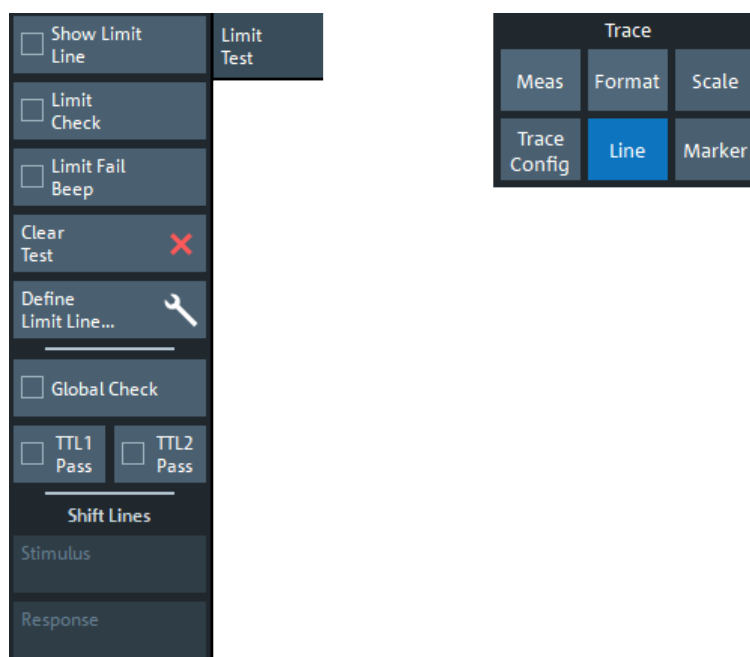 Show Limit
Line
Limit
Check
Limit Fail
Beep
Clear
Test
Define
Limit Line...
Global Check
TTL1
Pass
TTL2
Pass
Shift Lines
Stimulus
Response
Limit
Test
Trace
Meas
Format
Scale
Trace
Config
Line
Marker